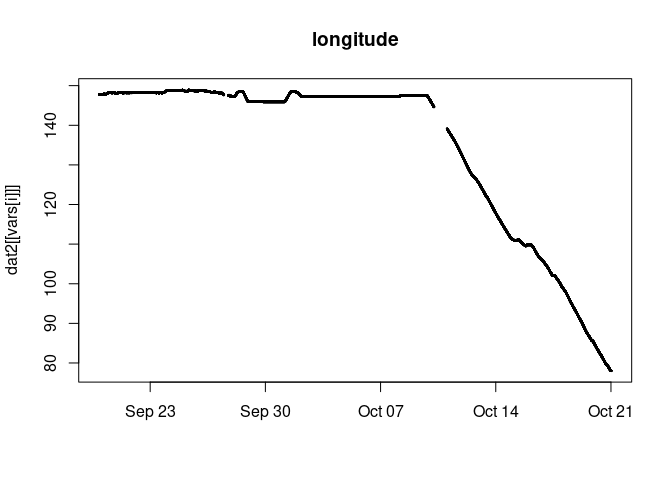 longitude
dat2[[vars[i]]]
140
120
100
90
80
Sep 23
Sep 30
Oct 07
Oct 14
Oct 21